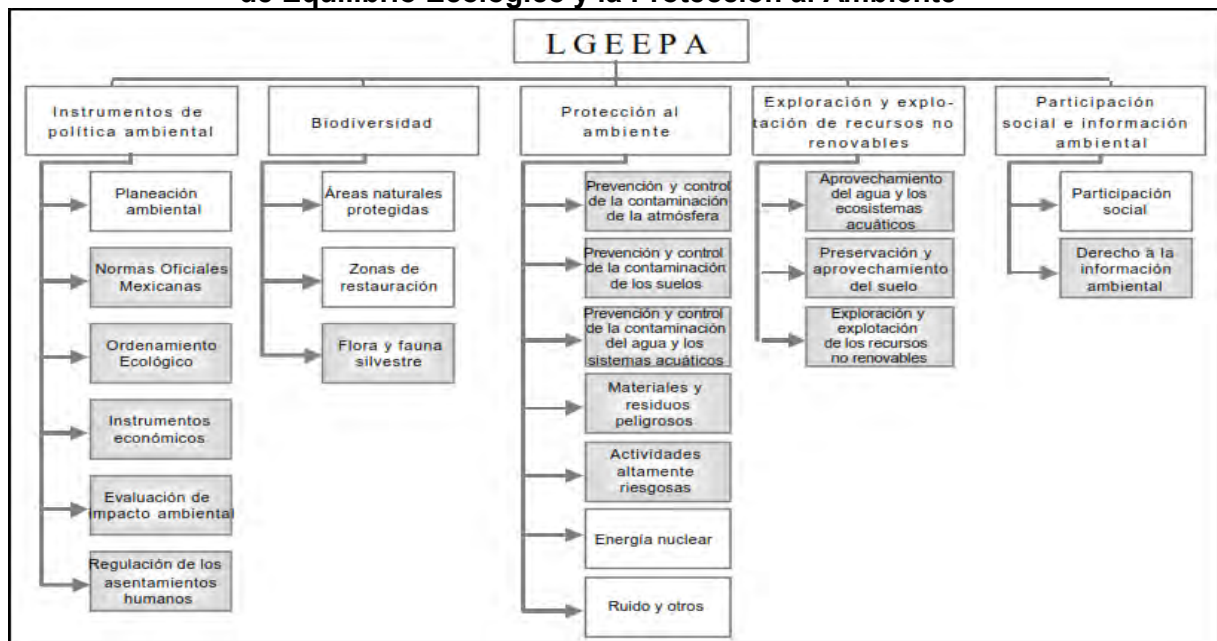 de Equilibrio Ecológico y la Protección al Ambiente
LGEEPA
Instrumentos de
política ambiental
Biodiversidad
Protección al
ambiente
Exploración y explo-
tación de recursos no
renovables
Participación
social e información
ambiental
Planeación
ambiental
Normas Oficiales
Mexicanas
Ordenamiento
Ecológico
Instrumentos
económicos
Evaluación de
impacto ambiental
Regulación de los
asentamientos
humanos
Áreas naturales
protegidas
Zonas de
restauración
Flora y fauna
silvestre
Prevención y control
de la contaminación
de la atmósfera
Prevención y control
de la contaminación
de los suelos
Prevención y control
de la contaminación
del agua y los
sistemas acuáticos
Materiales y
residuos
peligrosos
Actividades
altamente
riesgosas
Energía nuclear
Ruido y otros
Aprovechamiento
del agua y los
ecosistemas
acuáticos
Preservación y
aprovechamiento
del suelo
Exploración y
explotación
de los recursos
no renovables
Participación
social
Derecho à la
información
ambiental